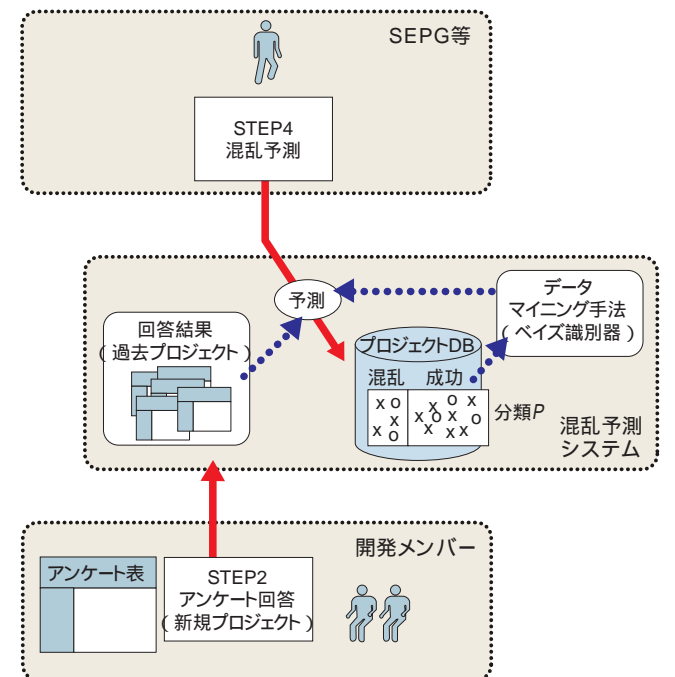 SEPG等
STEP4
混乱予測
予測
データ
マイニング手法
(ベイズ識別器)
回答結果
(過去プロジェクト)
プロジェクトDB
混乱 成功
x o
x
x o
x o x
x o x o
x x x
分類P
混乱予測
システム
開発メンバー
アンケート表
STEP2
アンケート回答
(新規プロジェクト)